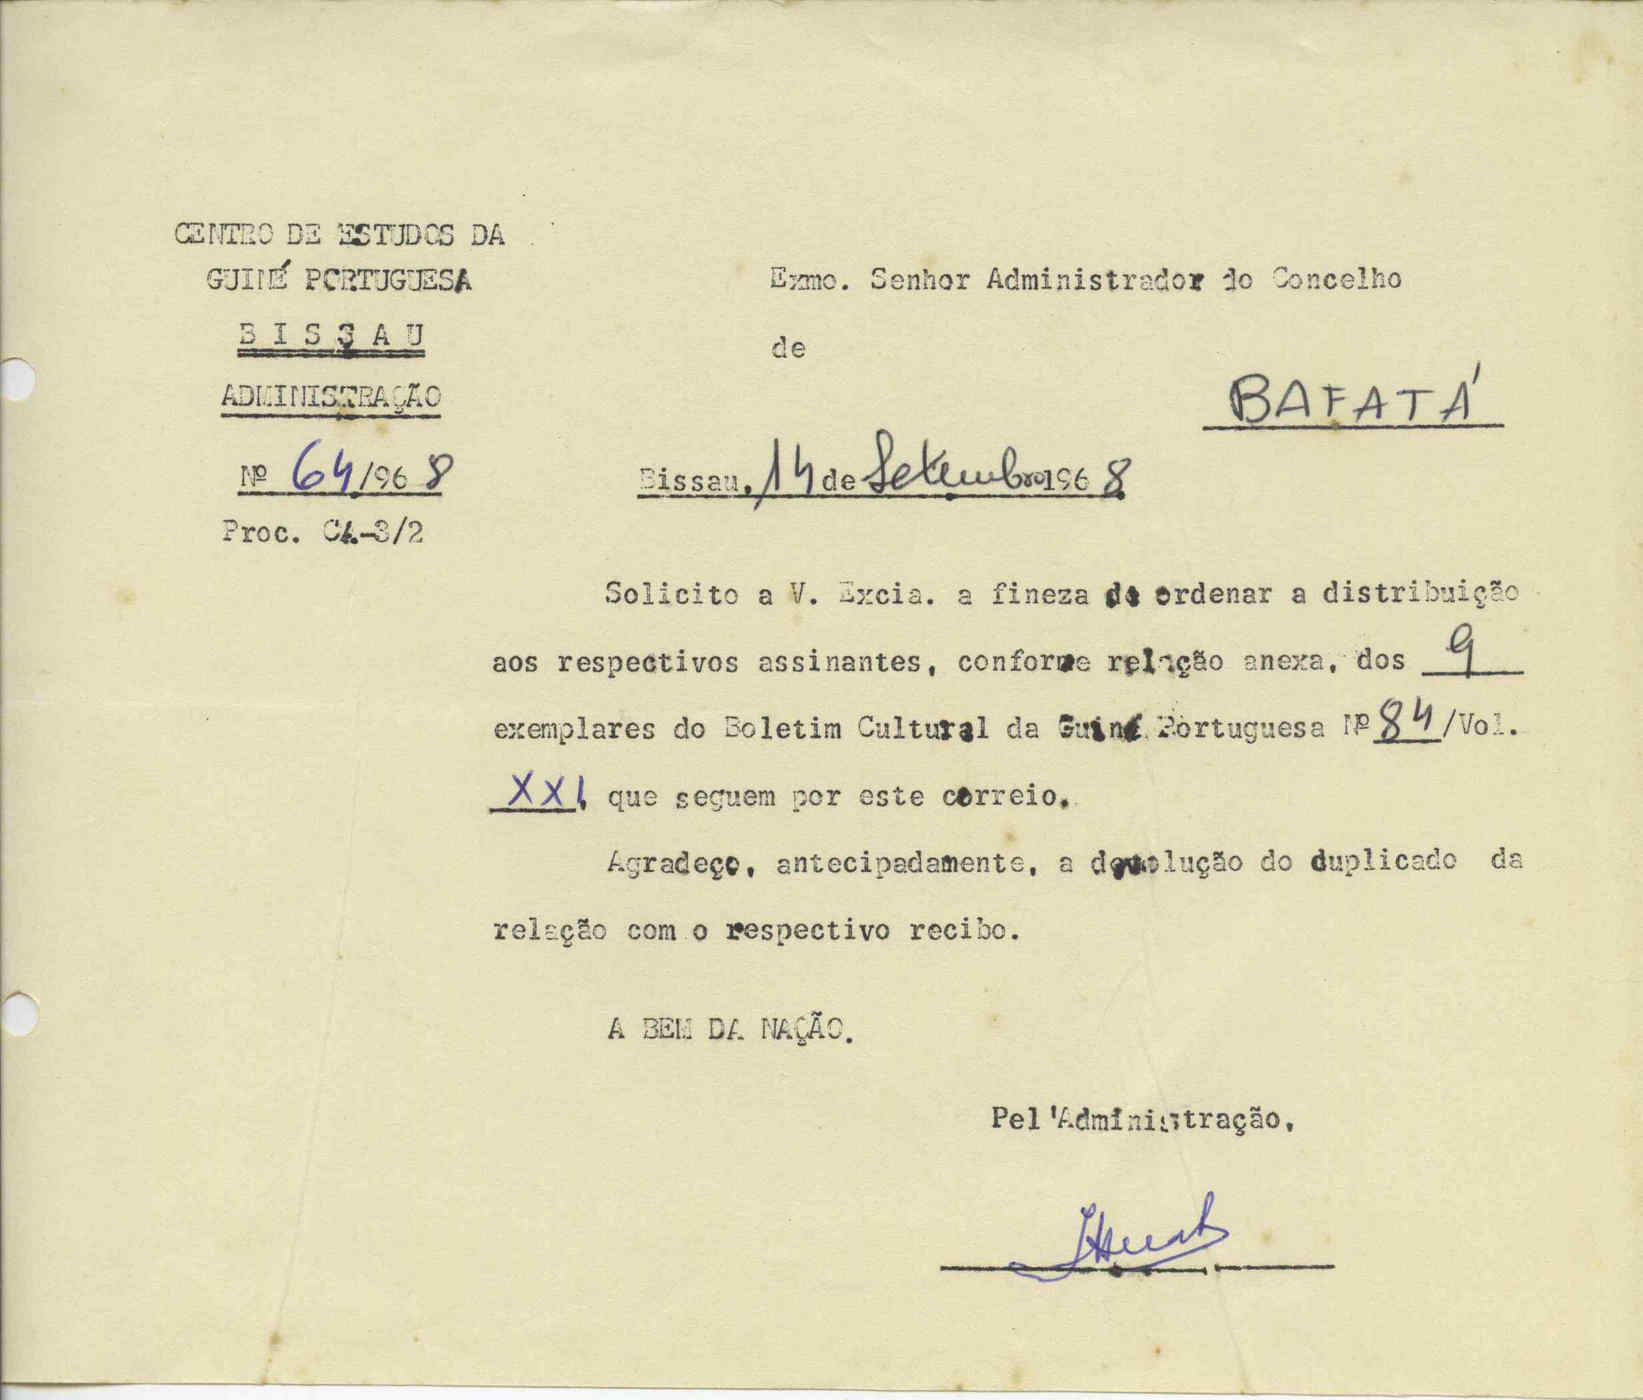 CENTRO DE ESTUDOS DA
GUINÉ PORTUGUESA
B I S S A U
ADMINISTRAÇÃO
Nº 64/968
Proc. CA-3/2
Exmo. Senhor Administrador do Concelho
de
BAFATÁ
Bissau, 14 de Setembro 1968
Solicito a V. Excia. a fineza de ordenar a distribuição
aos respectivos assinantes, conforme relação anexa, dos 9
exemplares do Boletim Cultural da Guiné Portuguesa Nº 84/Vol.
XXI, que seguem por este correio.
Agradeço, antecipadamente, a devolução do duplicado da
relação com o respectivo recibo.
A BEM DA NAÇÃO.
Pel'Administração,